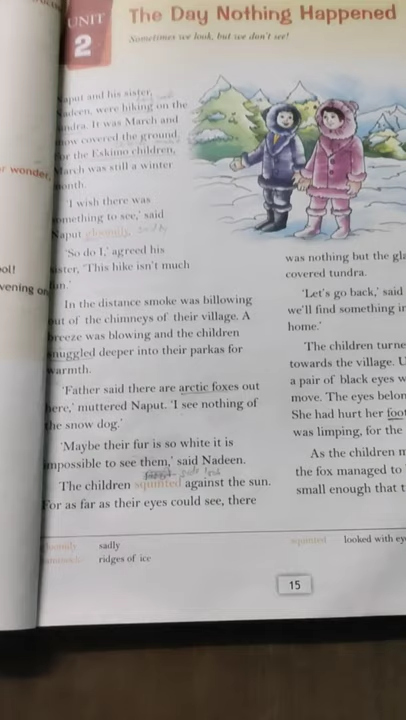 UNIT
2
The Day Nothing Happened
Sometimes we look, but we don't see!
Naput and his sister,
Nadeen, were hiking on the
tundra. It was March and
snow covered the ground.
For the Eskimo children,
March was still a winter
month.
'I wish there was
something to see,' said
Naput gloomily. sadly
'So do I,' agreed his
sister, 'This hike isn't much
fun.'
In the distance smoke was billowing
out of the chimneys of their village. A
breeze was blowing and the children
snuggled deeper into their parkas for
warmth.
'Father said there are arctic foxes out
here,' muttered Naput. 'I see nothing of
the snow dog.'
'Maybe their fur is so white it is
impossible to see them,' said Nadeen.
The children squinted against the sun.
For as far as their eyes could see, there
was nothing but the
covered tundra.
'Let's go back,' said
we'll find something
home.'
The children turne
towards the village.
a pair of black eyes
move. The eyes belon
She had hurt her foot
was limping, for the
As the children
the fox managed to
small enough that t
gloomily sadly
ridges of ice
squinted looked with eye
15
r wonder,
ool!
vening on